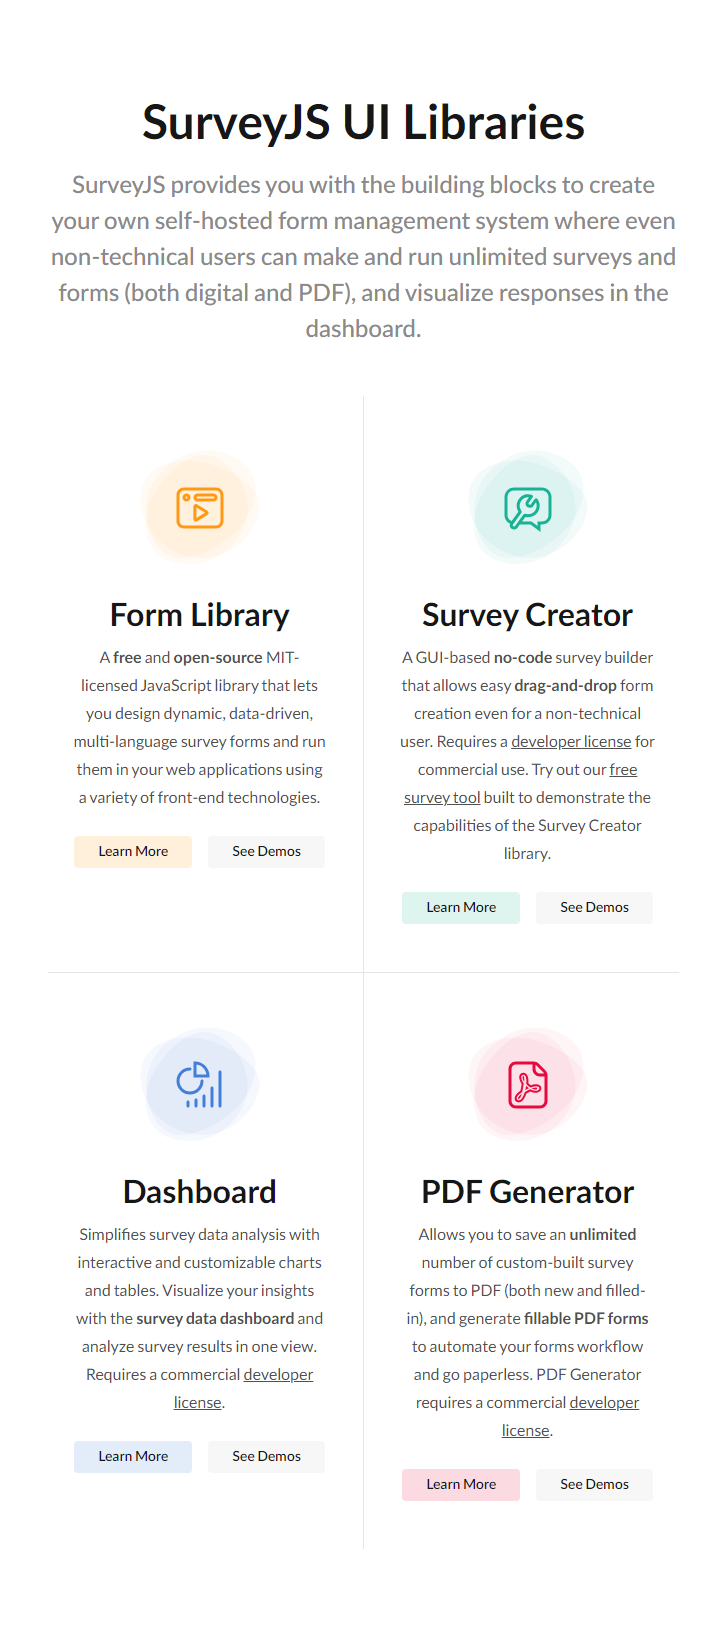 SurveyJS UI Libraries
SurveyJS provides you with the building blocks to create
your own self-hosted form management system where even
non-technical users can make and run unlimited surveys and
forms (both digital and PDF), and visualize responses in the
dashboard.
Form Library
A free and open-source MIT-
licensed JavaScript library that lets
you design dynamic, data-driven,
multi-language survey forms and run
them in your web applications using
a variety of front-end technologies.
Learn More
See Demos
Survey Creator
A GUI-based no-code survey builder
that allows easy drag-and-drop form
creation even for a non-technical
user. Requires a developer license for
commercial use. Try out our free
survey tool built to demonstrate the
capabilities of the Survey Creator
library.
Learn More
See Demos
Dashboard
Simplifies survey data analysis with
interactive and customizable charts
and tables. Visualize your insights
with the survey data dashboard and
analyze survey results in one view.
Requires a commercial developer
license.
Learn More
See Demos
PDF Generator
Allows you to save an unlimited
number of custom-built survey
forms to PDF (both new and filled-
in), and generate fillable PDF forms
to automate your forms workflow
and go paperless. PDF Generator
requires a commercial developer
license.
Learn More
See Demos